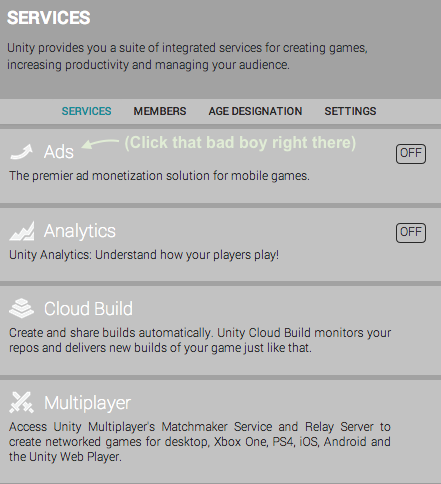 SERVICES
Unity provides you a suite of integrated services for creating games,
increasing productivity and managing your audience.
SERVICES MEMBERS AGE DESIGNATION SETTINGS
Ads (Click that bad boy right there) OFF
The premier ad monetization solution for mobile games.
Analytics OFF
Unity Analytics: Understand how your players play!
Cloud Build
Create and share builds automatically. Unity Cloud Build monitors your
repos and delivers new builds of your game just like that.
Multiplayer
Access Unity Multiplayer's Matchmaker Service and Relay Server to
create networked games for desktop, Xbox One, PS4, iOS, Android and
the Unity Web Player.